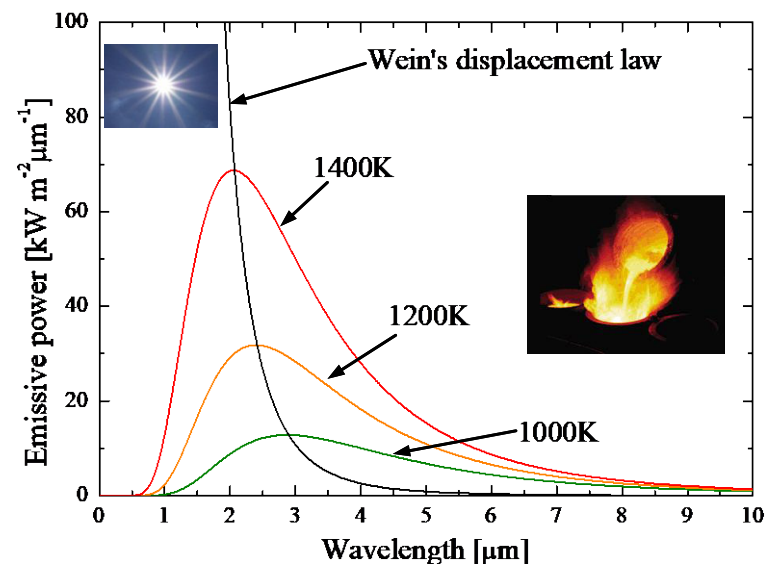 100
80
60
40
20
0
Emissive power [kW m⁻²μm⁻¹]
Wein's displacement law
1400K
1200K
1000K
0 1 2 3 4 5 6 7 8 9 10
Wavelength [μm]